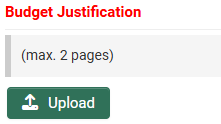 Budget Justification
(max. 2 pages)
Upload